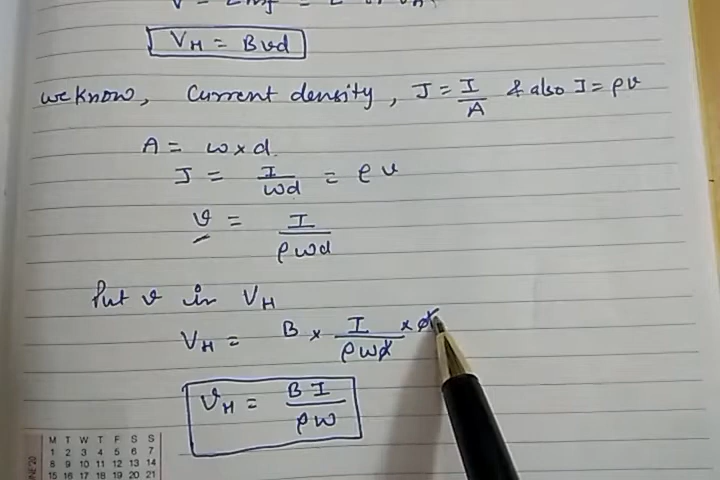 V_H = Bvd
we know, Current density, J = I/A & also I = ρv
A = w×d.
J = I/wd = ρv
v = I/ρwd
Put v in V_H
V_H = B × I/ρwd × d
V_H = BI/ρw
M T W T F S S
1 2 3 4 5 6 7
8 9 10 11 12 13 14
15 16 17 18 19 20 21